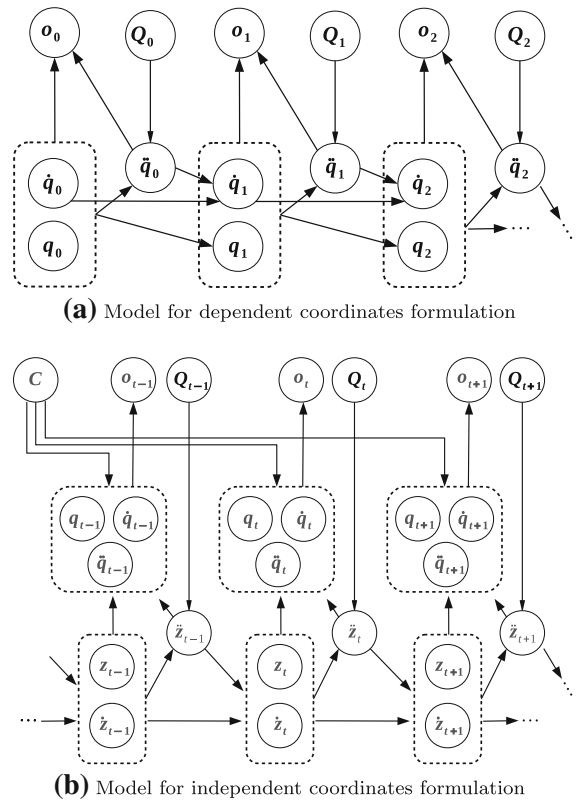 o₀ Q₀ o₁ Q₁ o₂ Q₂
q̈₀ q̈₁ q̈₂
q̇₀ q̇₁ q̇₂
q₀ q₁ q₂ ...
(a) Model for dependent coordinates formulation
C oₜ₋₁ Qₜ₋₁ oₜ Qₜ oₜ₊₁ Qₜ₊₁
qₜ₋₁ q̇ₜ₋₁ qₜ q̇ₜ qₜ₊₁ q̇ₜ₊₁
q̈ₜ₋₁ q̈ₜ q̈ₜ₊₁
z̈ₜ₋₁ z̈ₜ z̈ₜ₊₁
zₜ₋₁ zₜ zₜ₊₁
... żₜ₋₁ żₜ żₜ₊₁ ...
(b) Model for independent coordinates formulation